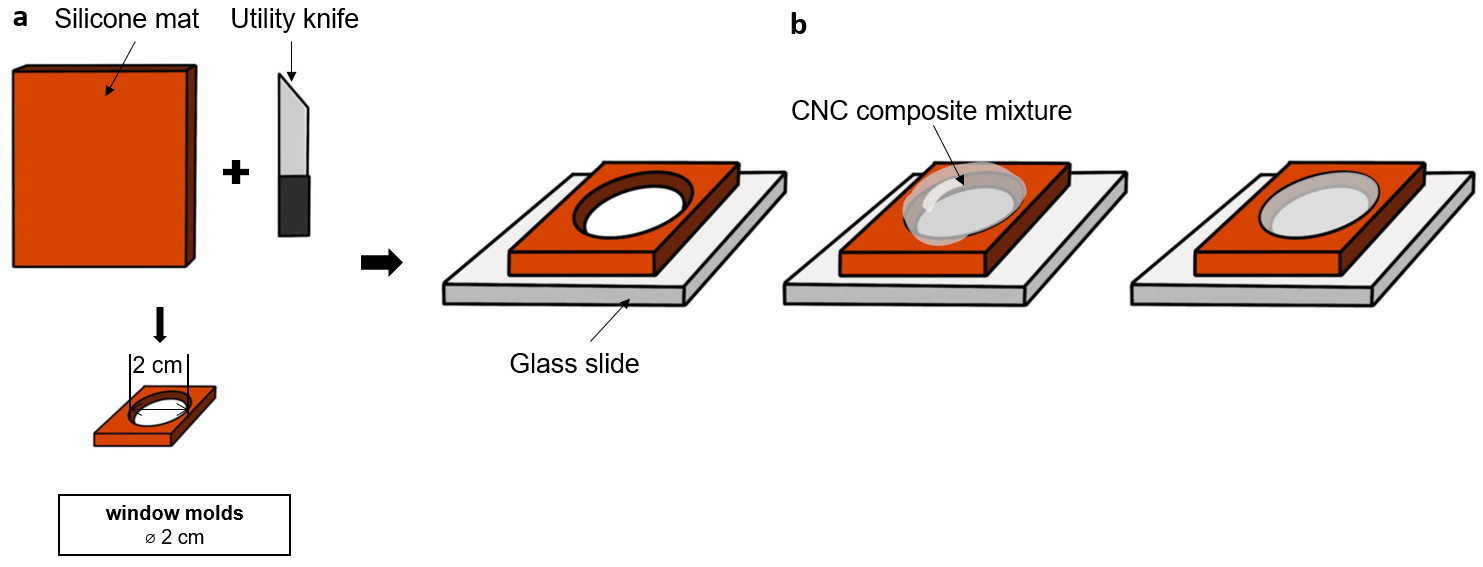 a
Silicone mat
Utility knife
2 cm
window molds
⌀ 2 cm
Glass slide
b
CNC composite mixture